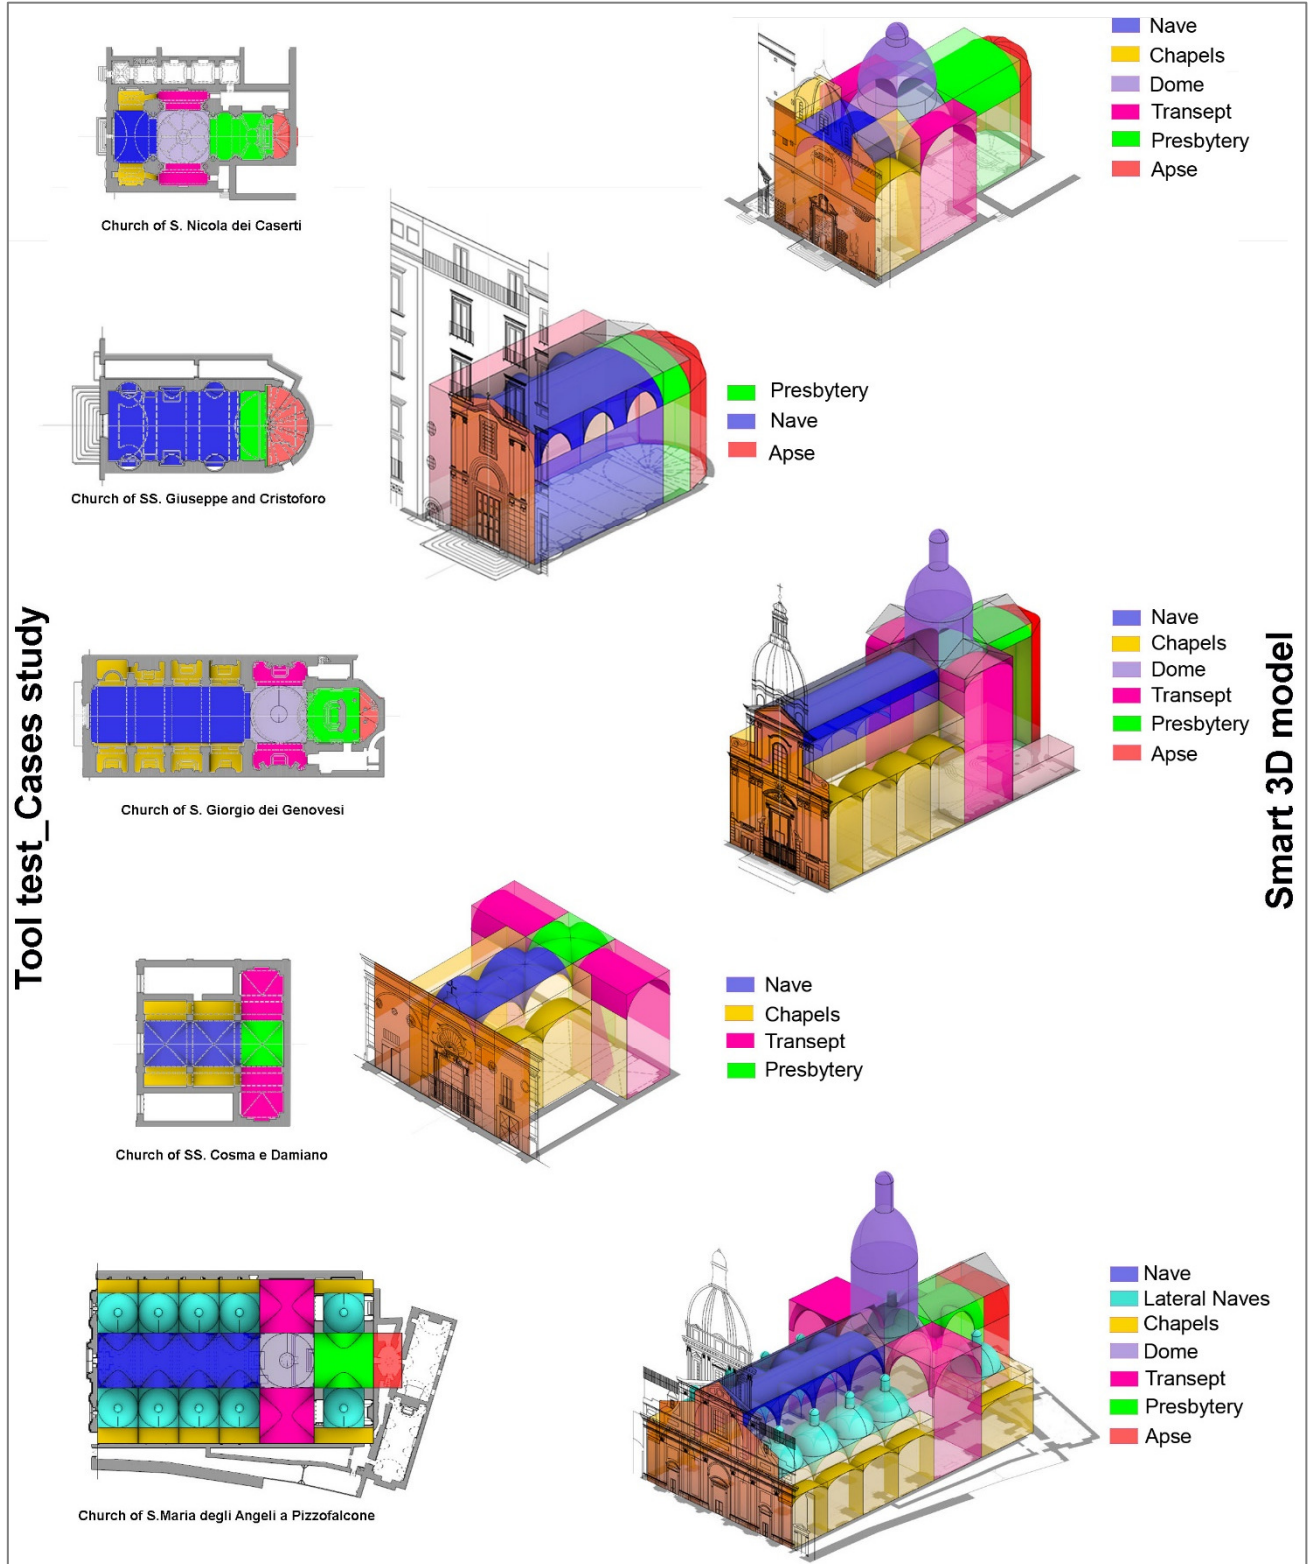 Nave
Chapels
Dome
Transept
Presbytery
Apse
Church of S. Nicola dei Caserti
Presbytery
Nave
Apse
Church of SS. Giuseppe and Cristoforo
Tool test_Cases study
Smart 3D model
Nave
Chapels
Dome
Transept
Presbytery
Apse
Church of S. Giorgio dei Genovesi
Nave
Chapels
Transept
Presbytery
Church of SS. Cosma e Damiano
Nave
Lateral Naves
Chapels
Dome
Transept
Presbytery
Apse
Church of S.Maria degli Angeli a Pizzofalcone